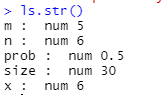 > ls.str()
m :  num 5
n :  num 6
prob :  num 0.5
size :  num 30
x :  num 6